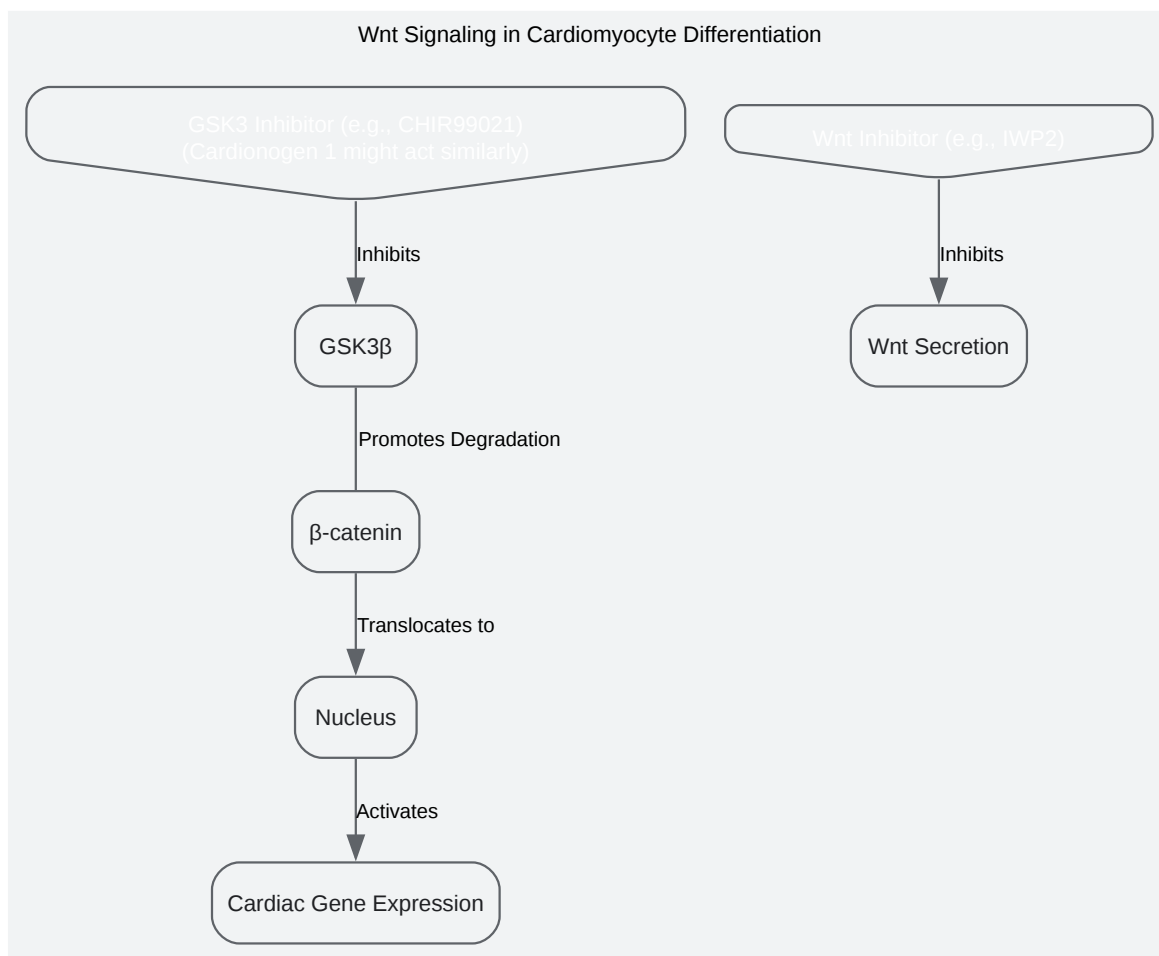 Wnt Signaling in Cardiomyocyte Differentiation
GSK3 Inhibitor (e.g., CHIR99021)
(Cardionogen 1 might act similarly)
Wnt Inhibitor (e.g., IWP2)
Inhibits
Inhibits
GSK3β
Wnt Secretion
Promotes Degradation
β-catenin
Translocates to
Nucleus
Activates
Cardiac Gene Expression